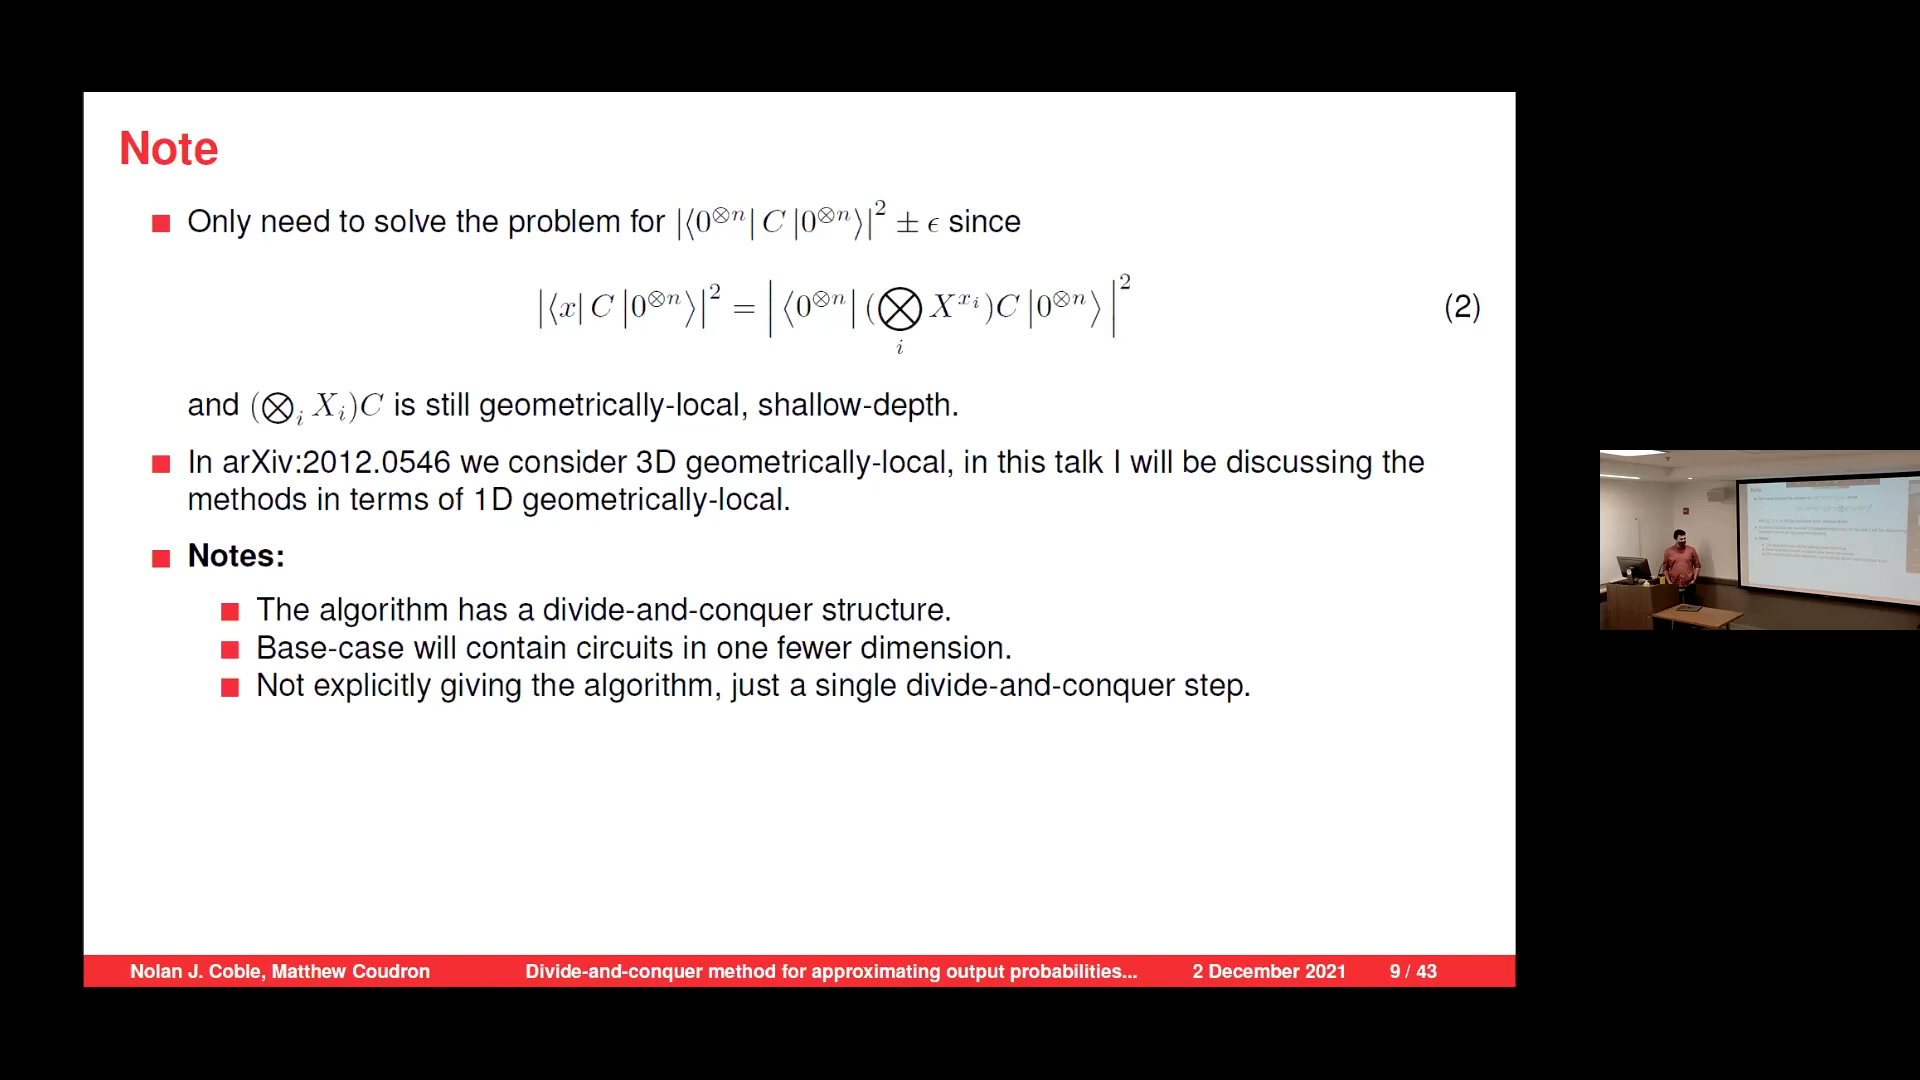 Note
Only need to solve the problem for |⟨0^{⊗n}| C |0^{⊗n}⟩|^2 ± ϵ since
|⟨x| C |0^{⊗n}⟩|^2 = |⟨0^{⊗n}| (⨂_i X^{x_i})C |0^{⊗n}⟩|^2 (2)
and (⨂_i X_i)C is still geometrically-local, shallow-depth.
In arXiv:2012.0546 we consider 3D geometrically-local, in this talk I will be discussing the
methods in terms of 1D geometrically-local.
Notes:
The algorithm has a divide-and-conquer structure.
Base-case will contain circuits in one fewer dimension.
Not explicitly giving the algorithm, just a single divide-and-conquer step.
Nolan J. Coble, Matthew Coudron Divide-and-conquer method for approximating output probabilities... 2 December 2021 9 / 43